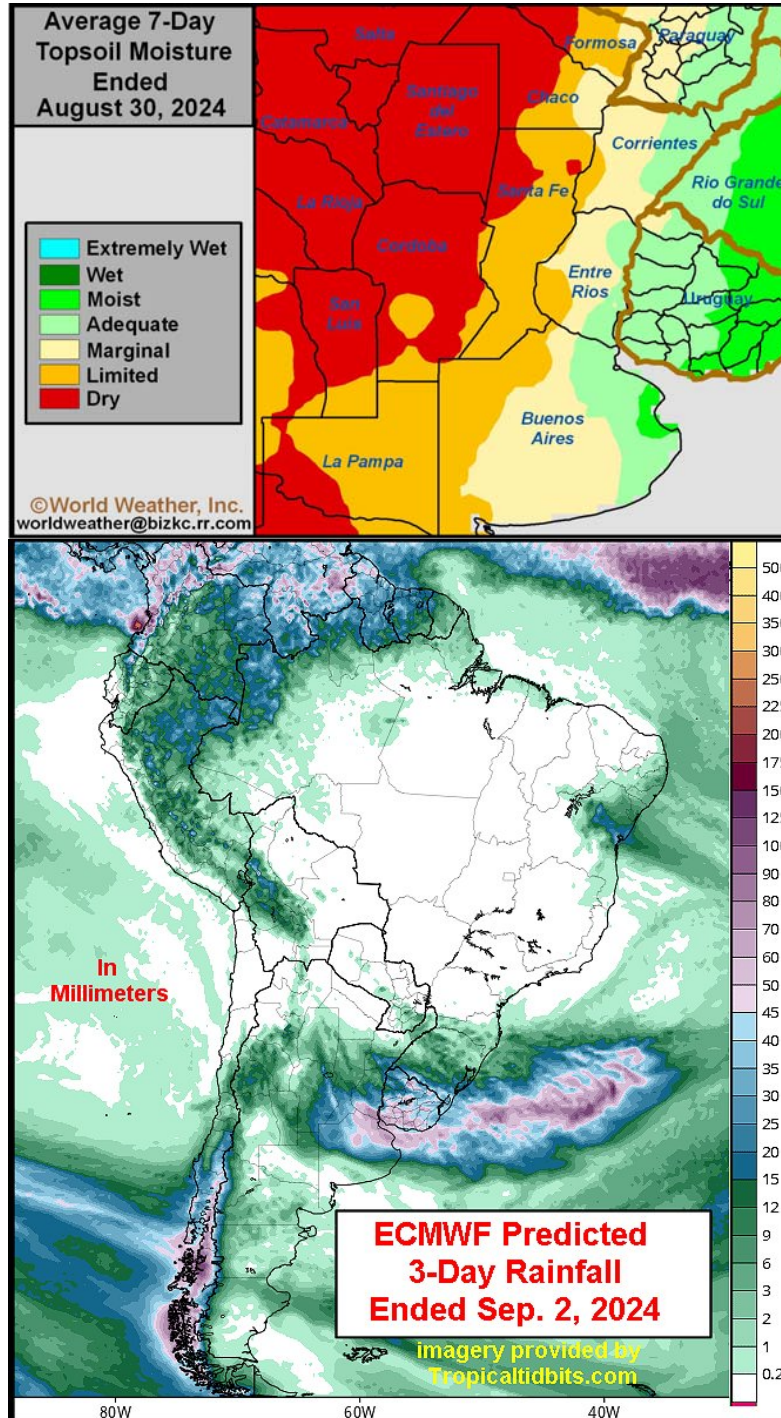 Average 7-Day
Topsoil Moisture
Ended
August 30, 2024
Extremely Wet
Wet
Moist
Adequate
Marginal
Limited
Dry
©World Weather, Inc.
worldweather@bizkc.rr.com
Salta
Formosa
Paraguay
Santiago
del
Estero
Chaco
Catamarca
Corrientes
La Rioja
Santa Fe
Rio Grande
do Sul
Cordoba
Entre
Rios
San
Luis
Uruguay
Buenos
Aires
La Pampa
In
Millimeters
ECMWF Predicted
3-Day Rainfall
Ended Sep. 2, 2024
imagery provided by
Tropicaltidbits.com
350
300
250
225
200
175
150
125
100
90
80
70
60
50
45
40
35
30
25
20
15
12
9
6
3
2
1
80W
60W
40W